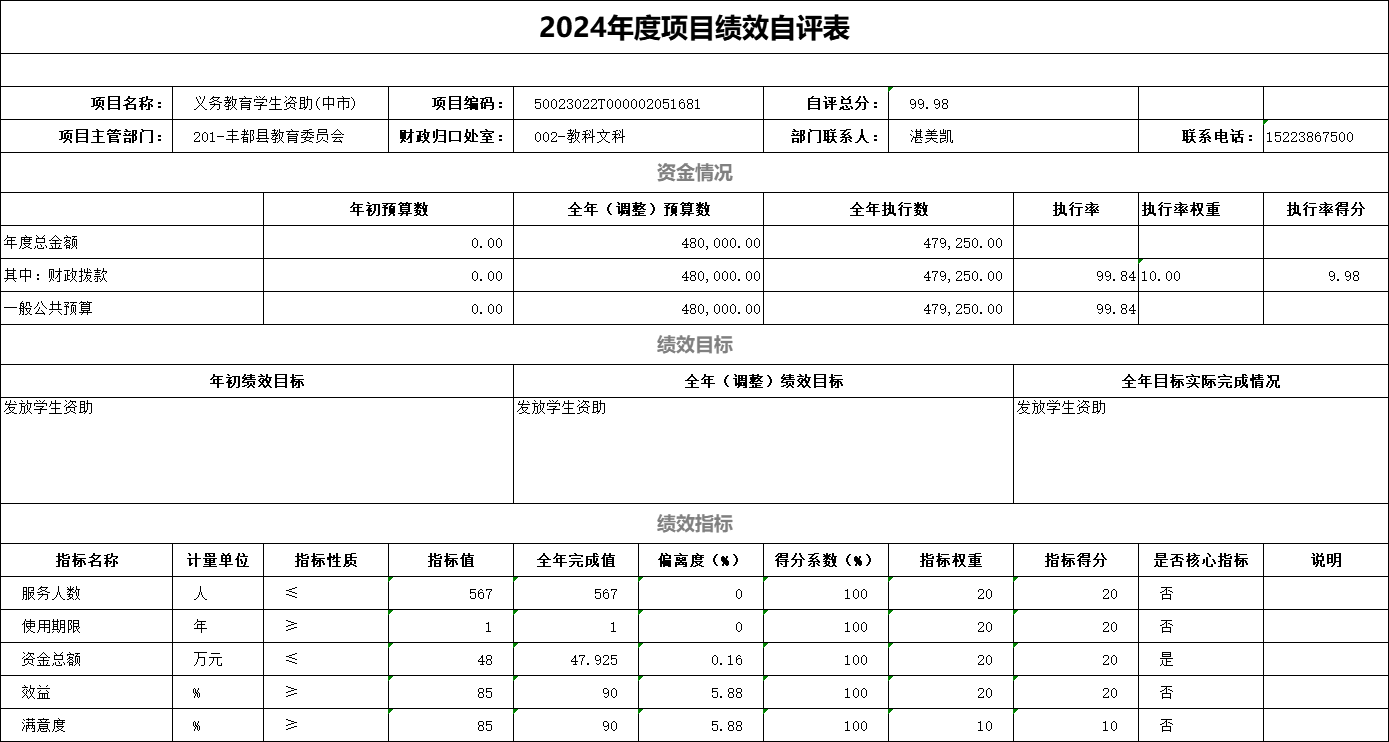 2024年度项目绩效自评表
项目名称： 义务教育学生资助(中市) 项目编码： 50023022T000002051681 自评总分： 99.98
项目主管部门： 201-丰都县教育委员会 财政归口处室： 002-教科文科 部门联系人： 湛美凯 联系电话： 15223867500
资金情况
年初预算数 全年（调整）预算数 全年执行数 执行率 执行率权重 执行率得分
年度总金额 0.00 480,000.00 479,250.00
其中：财政拨款 0.00 480,000.00 479,250.00 99.84 10.00 9.98
一般公共预算 0.00 480,000.00 479,250.00 99.84
绩效目标
年初绩效目标 全年（调整）绩效目标 全年目标实际完成情况
发放学生资助 发放学生资助 发放学生资助
绩效指标
指标名称 计量单位 指标性质 指标值 全年完成值 偏离度（%） 得分系数（%） 指标权重 指标得分 是否核心指标 说明
服务人数 人 ≤ 567 567 0 100 20 20 否
使用期限 年 ≥ 1 1 0 100 20 20 否
资金总额 万元 ≤ 48 47.925 0.16 100 20 20 是
效益 % ≥ 85 90 5.88 100 20 20 否
满意度 % ≥ 85 90 5.88 100 10 10 否